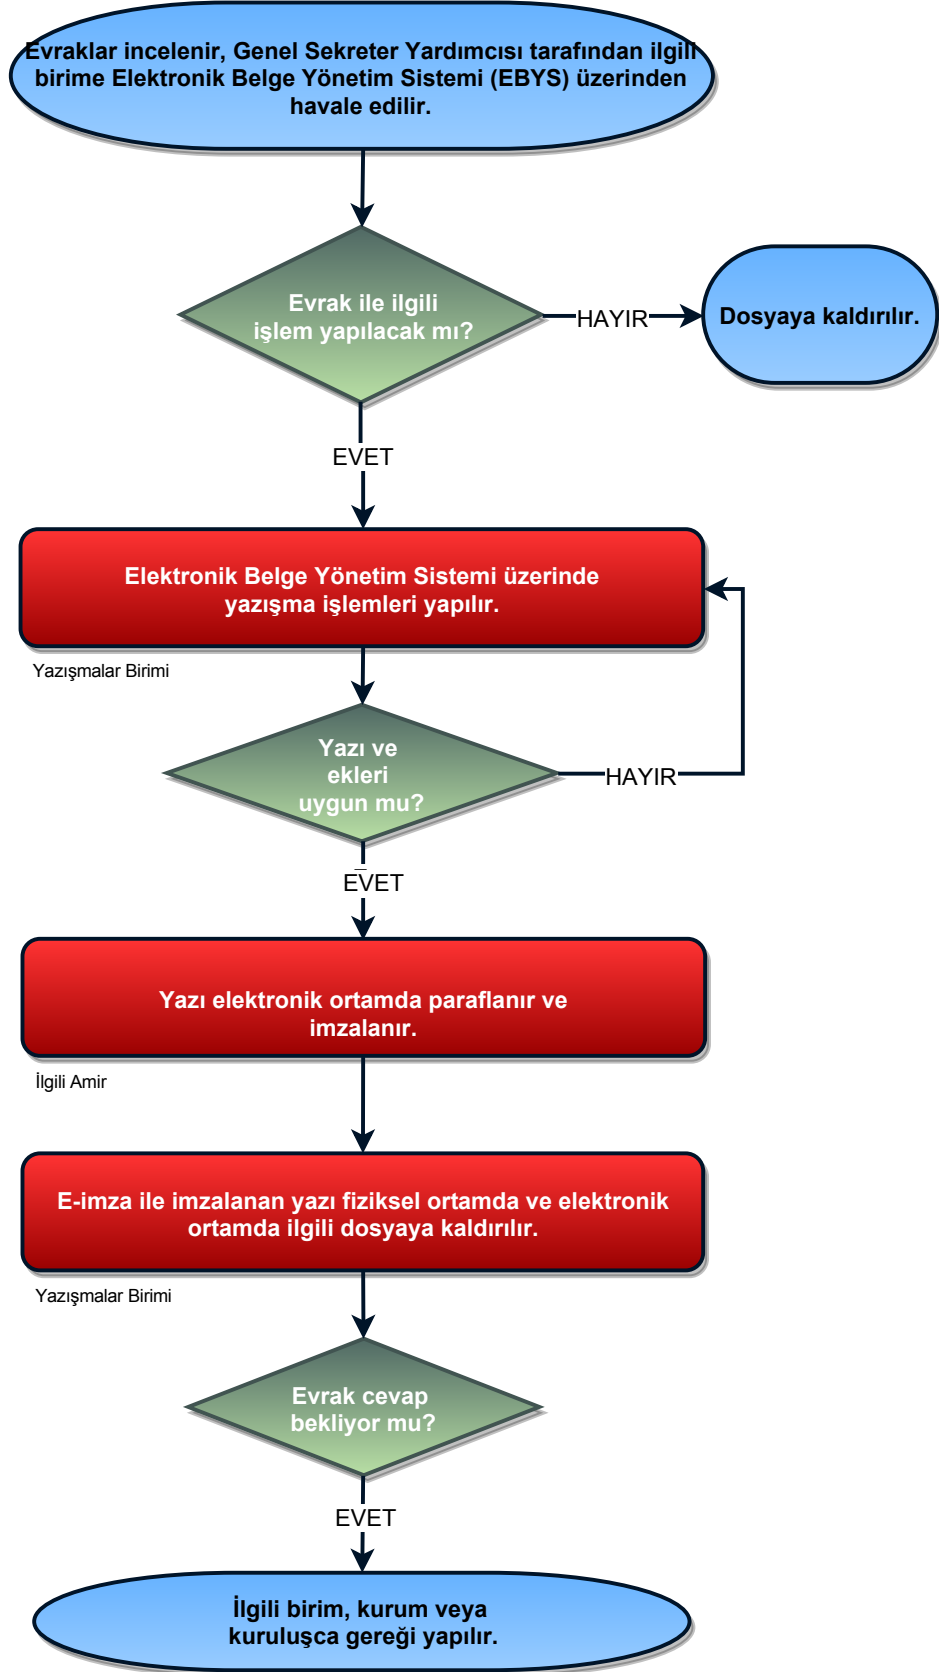 Evraklar incelenir, Genel Sekreter Yardımcısı tarafından ilgili
birime Elektronik Belge Yönetim Sistemi (EBYS) üzerinden
havale edilir.
Evrak ile ilgili
işlem yapılacak mı?
HAYIR
Dosyaya kaldırılır.
EVET
Elektronik Belge Yönetim Sistemi üzerinde
yazışma işlemleri yapılır.
Yazışmalar Birimi
Yazı ve
ekleri
uygun mu?
HAYIR
EVET
Yazı elektronik ortamda paraflanır ve
imzalanır.
İlgili Amir
E-imza ile imzalanan yazı fiziksel ortamda ve elektronik
ortamda ilgili dosyaya kaldırılır.
Yazışmalar Birimi
Evrak cevap
bekliyor mu?
EVET
İlgili birim, kurum veya
kuruluşca gereği yapılır.